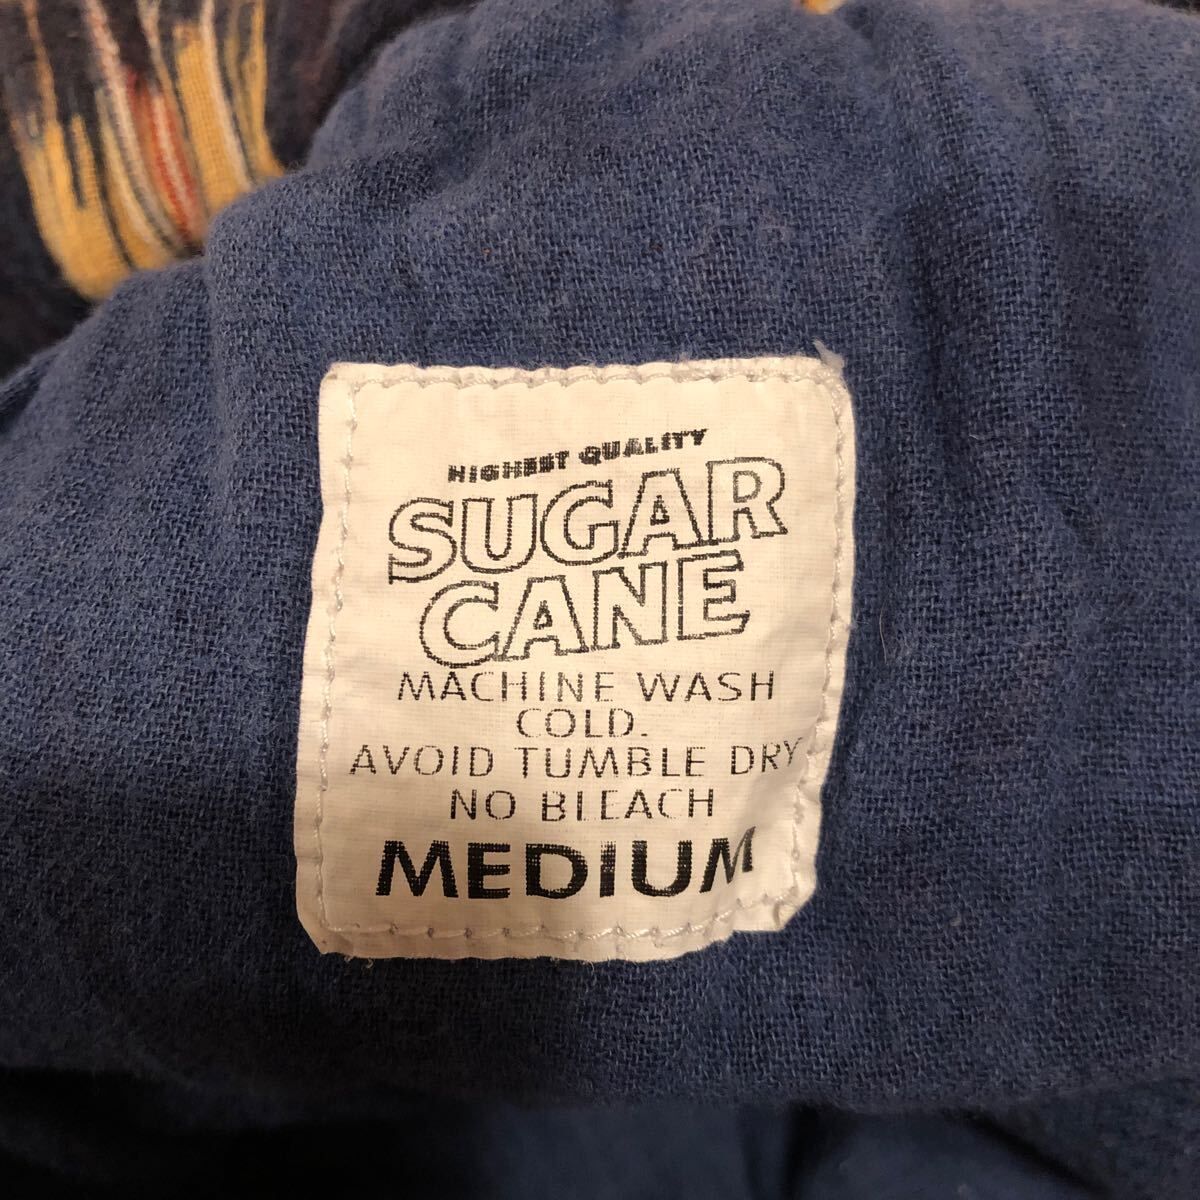 HIGHEST QUALITY
SUGAR
CANE
MACHINE WASH
COLD.
AVOID TUMBLE DRY
NO BLEACH
MEDIUM